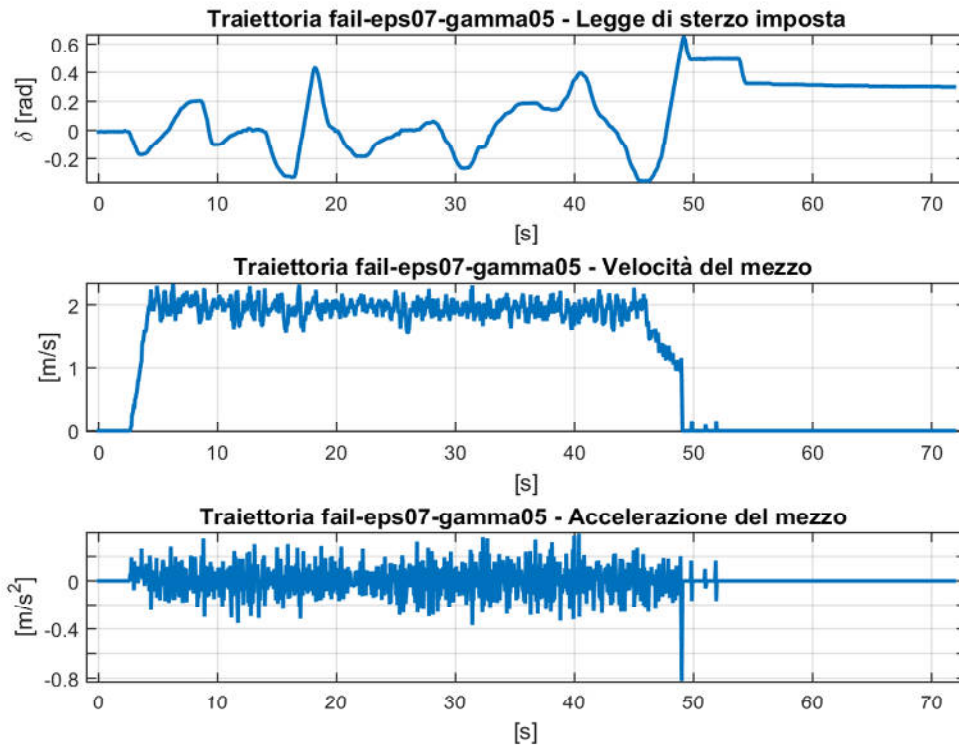 Traiettoria fail-eps07-gamma05 - Legge di sterzo imposta
0.6
0.4
0.2
0
-0.2
δ [rad]
0 10 20 30 40 50 60 70
[s]
Traiettoria fail-eps07-gamma05 - Velocità del mezzo
2
1
0
[m/s]
0 10 20 30 40 50 60 70
[s]
Traiettoria fail-eps07-gamma05 - Accelerazione del mezzo
0
-0.4
-0.8
[m/s²]
0 10 20 30 40 50 60 70
[s]